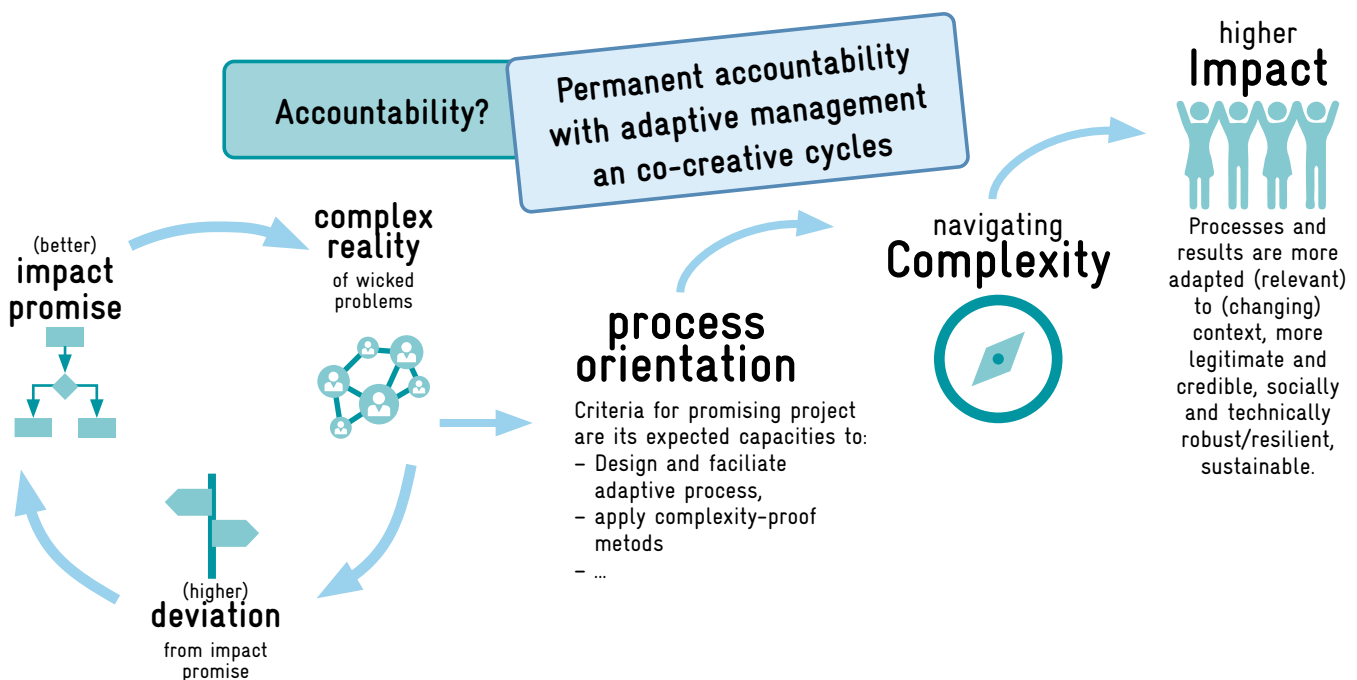 Accountability?
Permanent accountability
with adaptive management
an co-creative cycles
(better)
impact
promise
complex
reality
of wicked
problems
(higher)
deviation
from impact
promise
process
orientation
Criteria for promising project
are its expected capacities to:
– Design and faciliate
adaptive process,
– apply complexity-proof
metods
– ...
navigating
Complexity
higher
Impact
Processes and
results are more
adapted (relevant)
to (changing)
context, more
legitimate and
credible, socially
and technically
robust/resilient,
sustainable.